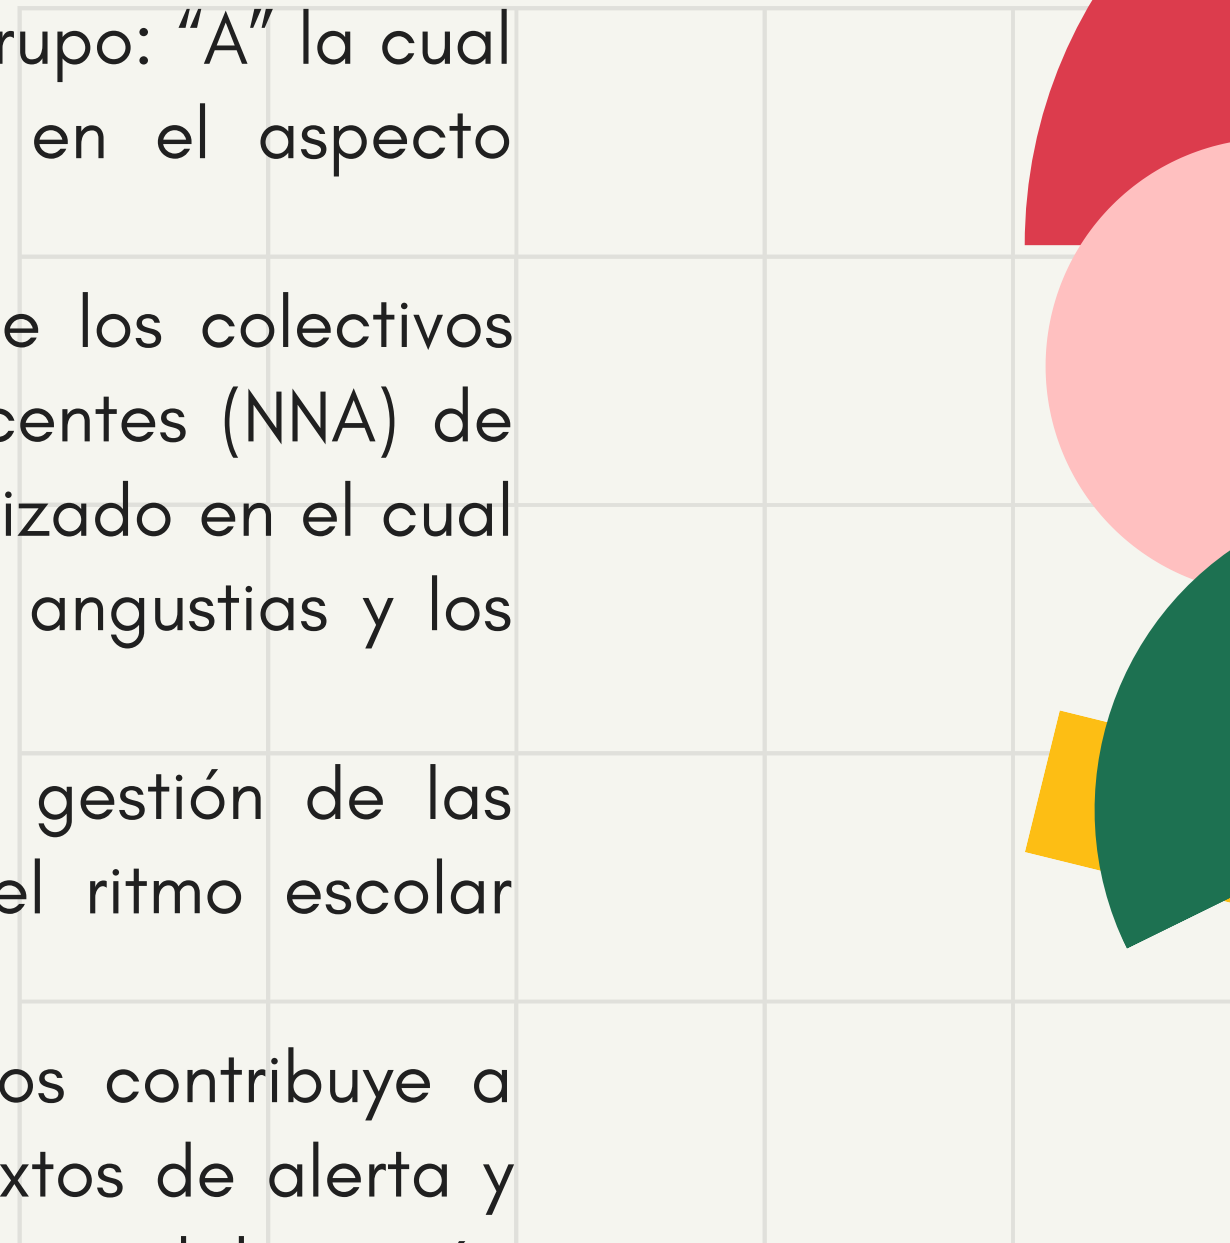 rupo: “A” la cual
en el aspecto
e los colectivos
centes (NNA) de
izado en el cual
angustias y los
gestión de las
el ritmo escolar
os contribuye a
xtos de alerta y